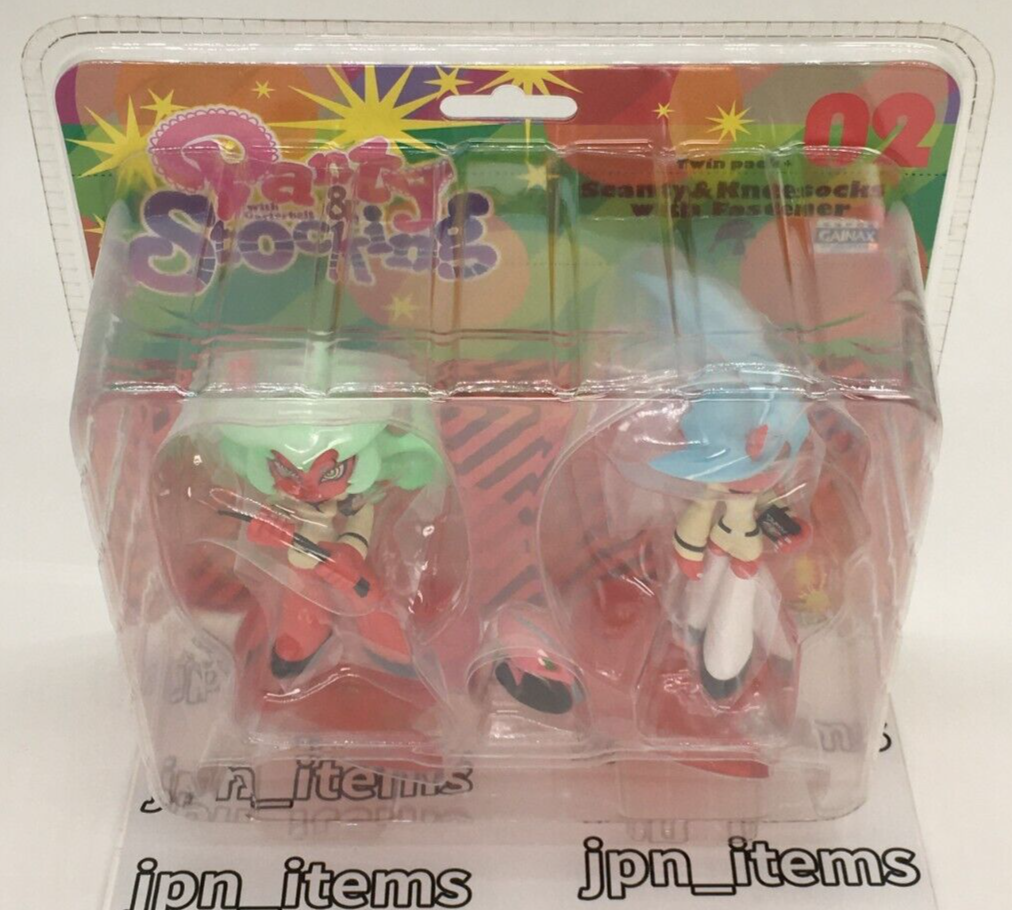 02
Panty
with
Garterbelt
&
Stocking
Twin pack+
Scanty&Kneesocks
with Fastener
GAINAX
jpn_items
jpn_items
jpn_items